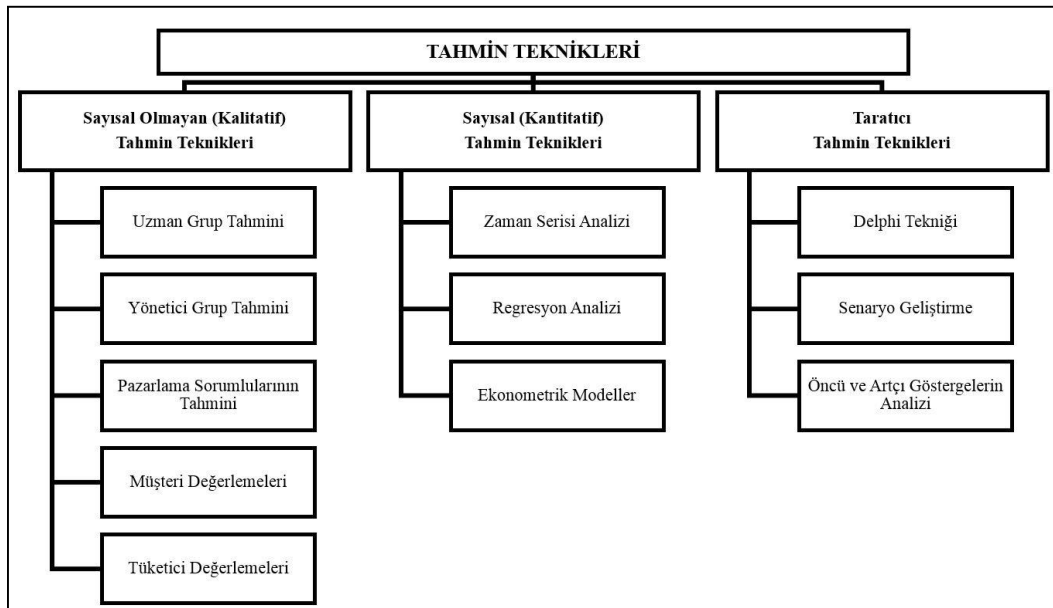 TAHMİN TEKNİKLERİ
Sayısal Olmayan (Kalitatif)
Tahmin Teknikleri
Uzman Grup Tahmini
Yönetici Grup Tahmini
Pazarlama Sorumlularının
Tahmini
Müşteri Değerlemeleri
Tüketici Değerlemeleri
Sayısal (Kantitatif)
Tahmin Teknikleri
Zaman Serisi Analizi
Regresyon Analizi
Ekonometrik Modeller
Taratıcı
Tahmin Teknikleri
Delphi Tekniği
Senaryo Geliştirme
Öncü ve Artçı Göstergelerin
Analizi